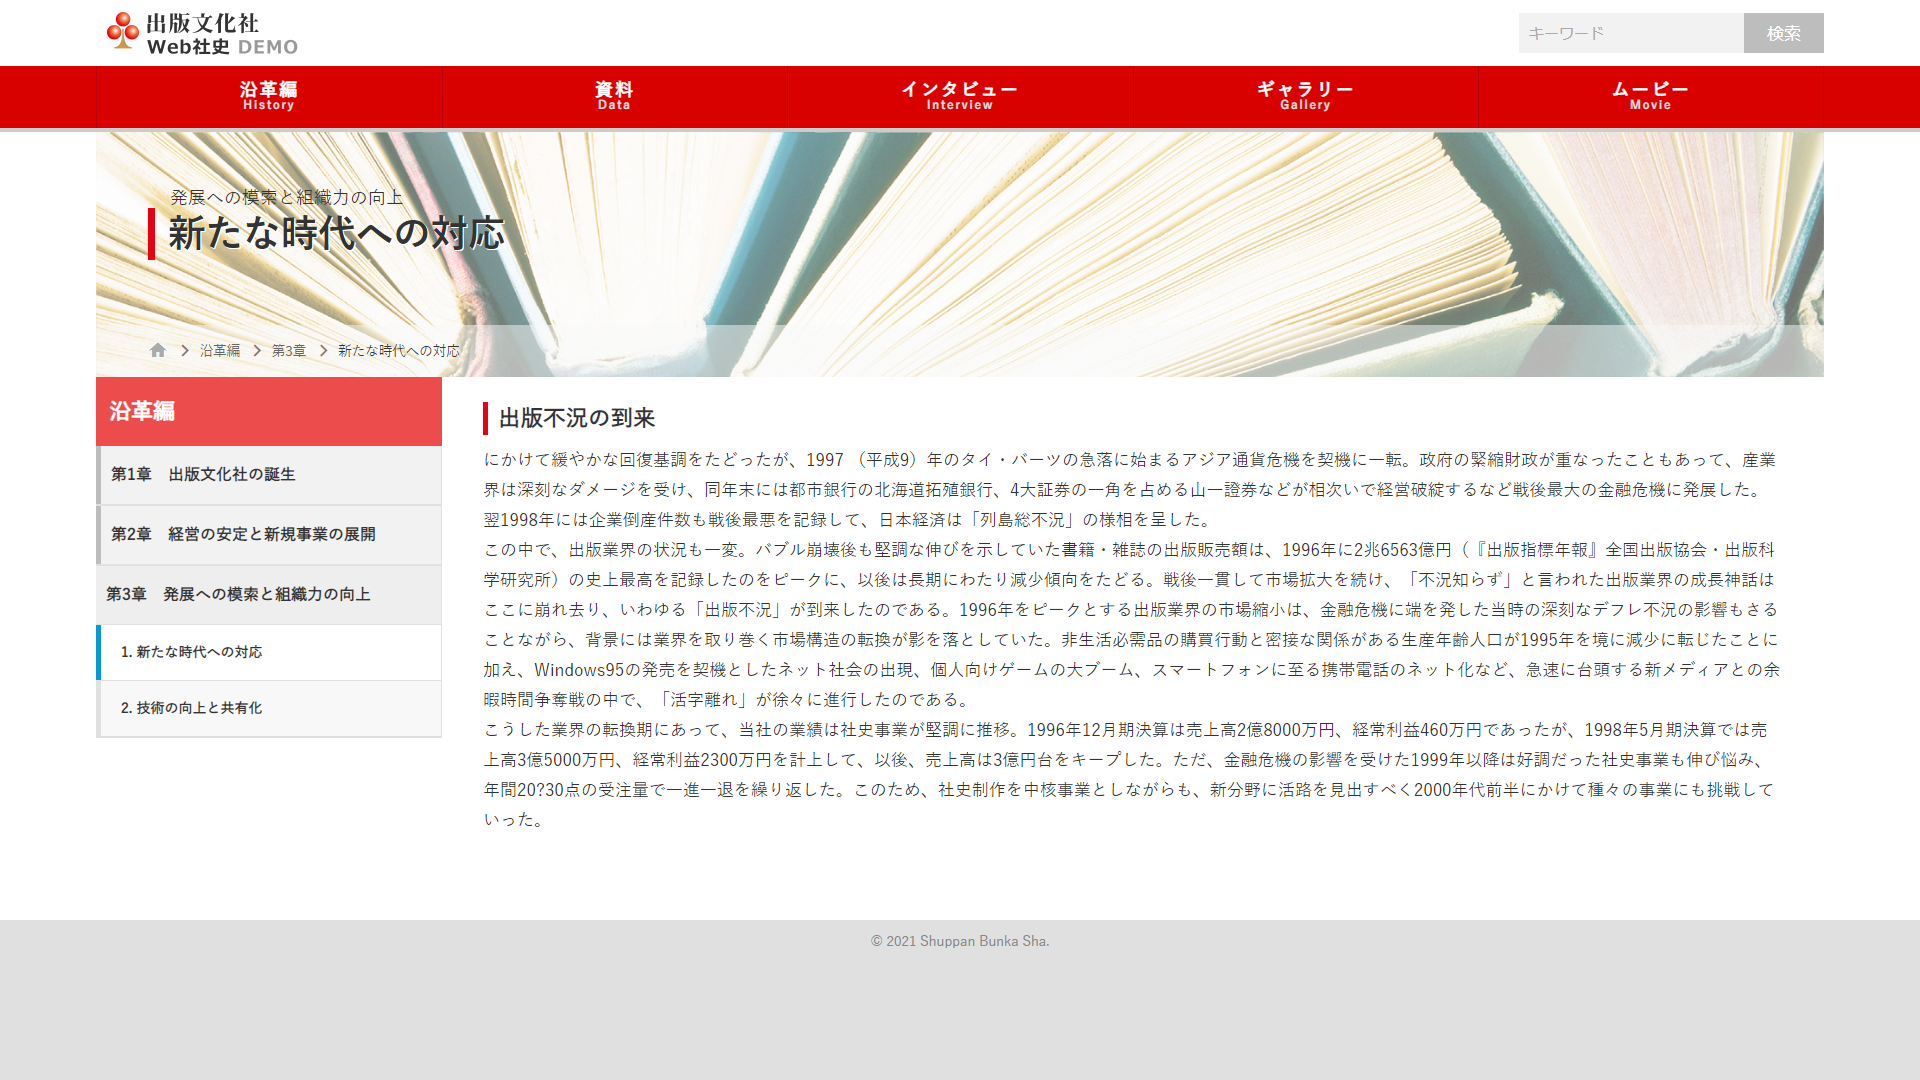 出版文化社
Web社史 DEMO
キーワード
検索
沿革編
History
資料
Data
インタビュー
Interview
ギャラリー
Gallery
ムービー
Movie
発展への模索と組織力の向上
新たな時代への対応
沿革編
第3章
新たな時代への対応
沿革編
第1章　出版文化社の誕生
第2章　経営の安定と新規事業の展開
第3章　発展への模索と組織力の向上
1. 新たな時代への対応
2. 技術の向上と共有化
出版不況の到来
にかけて緩やかな回復基調をたどったが、1997 （平成9）年のタイ・バーツの急落に始まるアジア通貨危機を契機に一転。政府の緊縮財政が重なったこともあって、産業
界は深刻なダメージを受け、同年末には都市銀行の北海道拓殖銀行、4大証券の一角を占める山一證券などが相次いで経営破綻するなど戦後最大の金融危機に発展した。
翌1998年には企業倒産件数も戦後最悪を記録して、日本経済は「列島総不況」の様相を呈した。
この中で、出版業界の状況も一変。バブル崩壊後も堅調な伸びを示していた書籍・雑誌の出版販売額は、1996年に2兆6563億円（『出版指標年報』全国出版協会・出版科
学研究所）の史上最高を記録したのをピークに、以後は長期にわたり減少傾向をたどる。戦後一貫して市場拡大を続け、「不況知らず」と言われた出版業界の成長神話は
ここに崩れ去り、いわゆる「出版不況」が到来したのである。1996年をピークとする出版業界の市場縮小は、金融危機に端を発した当時の深刻なデフレ不況の影響もさる
ことながら、背景には業界を取り巻く市場構造の転換が影を落としていた。非生活必需品の購買行動と密接な関係がある生産年齢人口が1995年を境に減少に転じたことに
加え、Windows95の発売を契機としたネット社会の出現、個人向けゲームの大ブーム、スマートフォンに至る携帯電話のネット化など、急速に台頭する新メディアとの余
暇時間争奪戦の中で、「活字離れ」が徐々に進行したのである。
こうした業界の転換期にあって、当社の業績は社史事業が堅調に推移。1996年12月期決算は売上高2億8000万円、経常利益460万円であったが、1998年5月期決算では売
上高3億5000万円、経常利益2300万円を計上して、以後、売上高は3億円台をキープした。ただ、金融危機の影響を受けた1999年以降は好調だった社史事業も伸び悩み、
年間20?30点の受注量で一進一退を繰り返した。このため、社史制作を中核事業としながらも、新分野に活路を見出すべく2000年代前半にかけて種々の事業にも挑戦して
いった。
© 2021 Shuppan Bunka Sha.